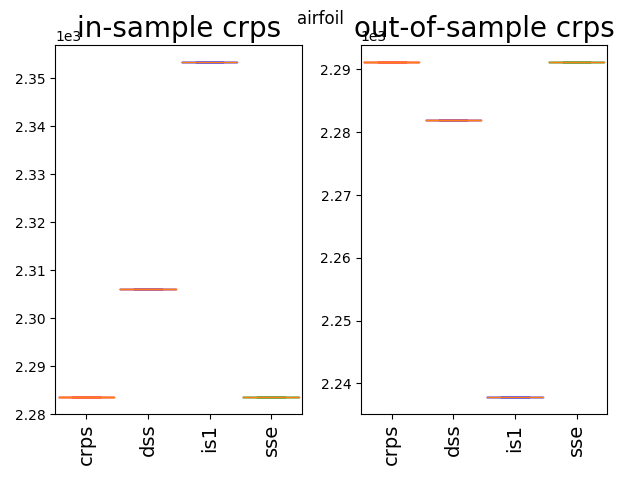 airfoil
in-sample crps
1e3
2.35
2.34
2.33
2.32
2.31
2.30
2.29
2.28
crps
dss
is1
sse
out-of-sample crps
1e3
2.29
2.28
2.27
2.26
2.25
2.24
crps
dss
is1
sse